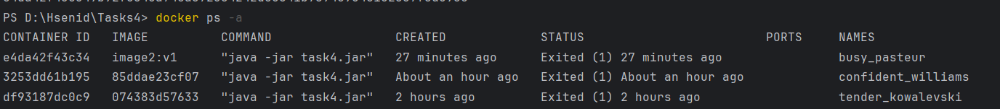 PS D:\Hsenid\Tasks4> docker ps -a
CONTAINER ID   IMAGE          COMMAND                CREATED             STATUS                         PORTS     NAMES
e4da42f43c34   image2:v1      "java -jar task4.jar"   27 minutes ago      Exited (1) 27 minutes ago                busy_pasteur
3253dd61b195   85ddae23cf07   "java -jar task4.jar"   About an hour ago   Exited (1) About an hour ago             confident_williams
df93187dc0c9   074383d57633   "java -jar task4.jar"   2 hours ago         Exited (1) 2 hours ago                   tender_kowalevski